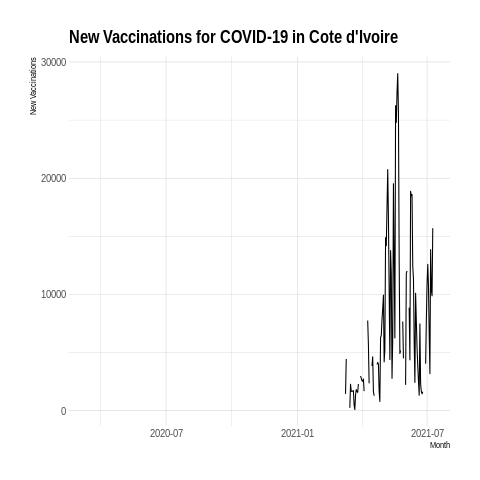 New Vaccinations for COVID-19 in Cote d'Ivoire
New Vaccinations
30000
20000
10000
0
2020-07
2021-01
2021-07
Month